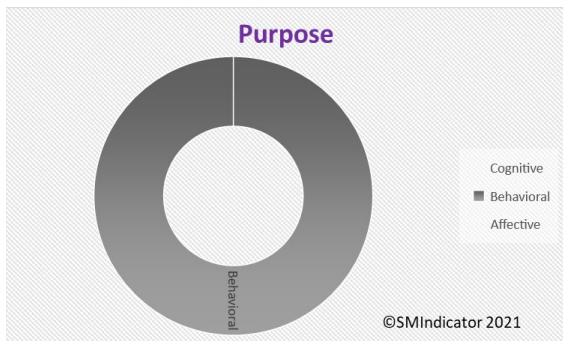 Purpose
Cognitive
Behavioral
Affective
Behavioral
©SMIndicator 2021